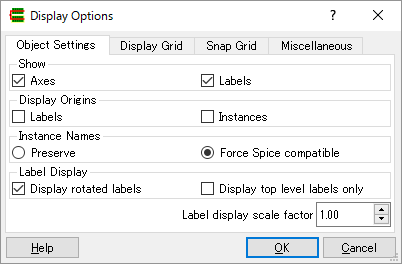 Display Options
Object Settings Display Grid Snap Grid Miscellaneous
Show
Axes Labels
Display Origins
Labels Instances
Instance Names
Preserve Force Spice compatible
Label Display
Display rotated labels Display top level labels only
Label display scale factor 1.00
Help OK Cancel